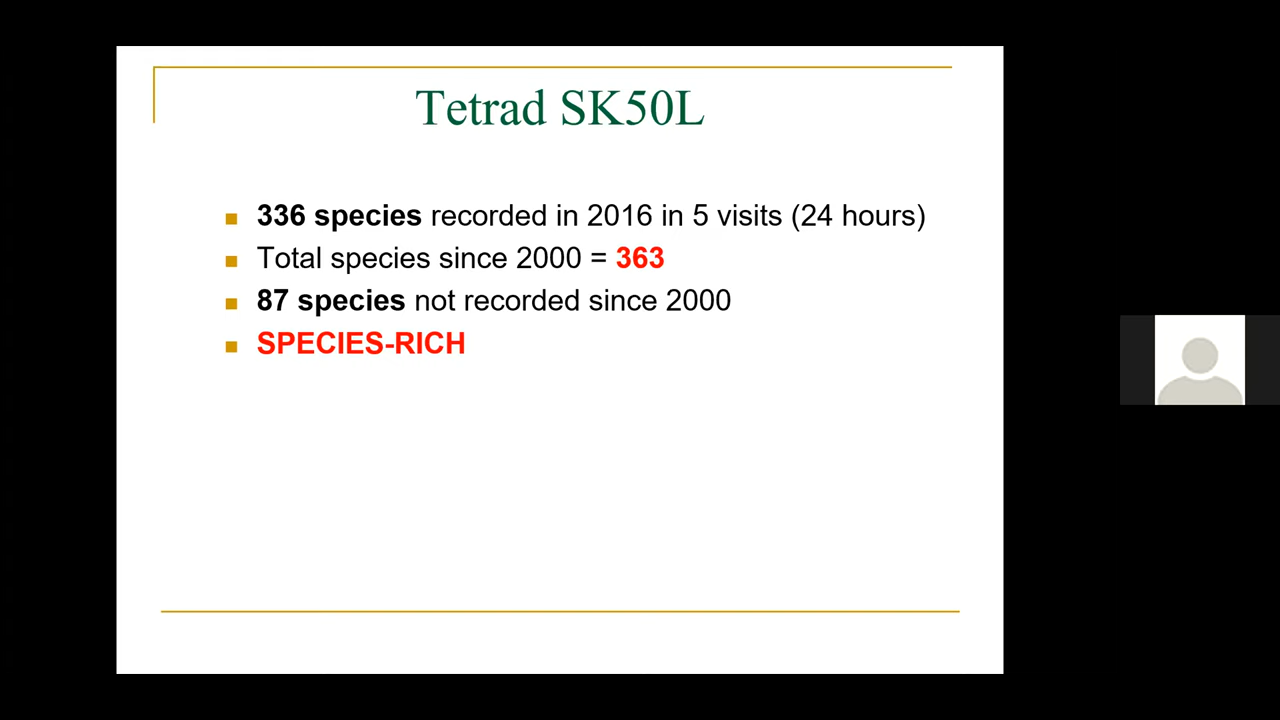 Tetrad SK50L
336 species recorded in 2016 in 5 visits (24 hours)
Total species since 2000 = 363
87 species not recorded since 2000
SPECIES-RICH